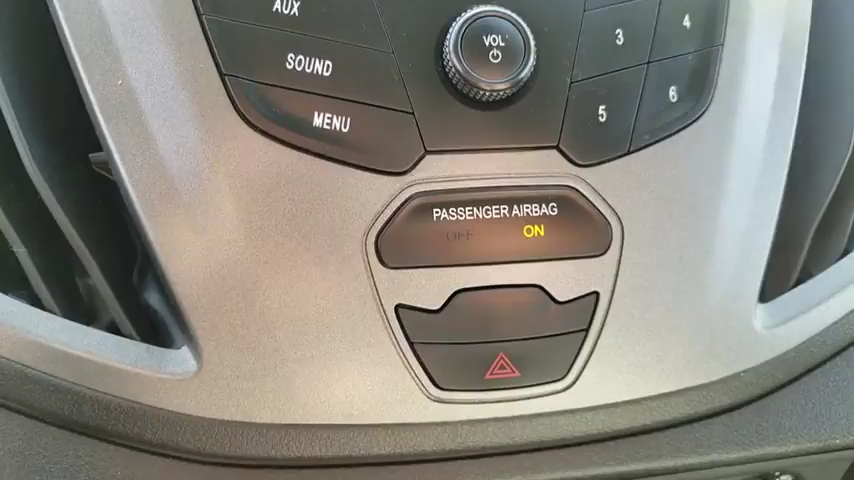 AUX
SOUND
MENU
VOL
3 4
5 6
PASSENGER AIRBAG
OFF ON